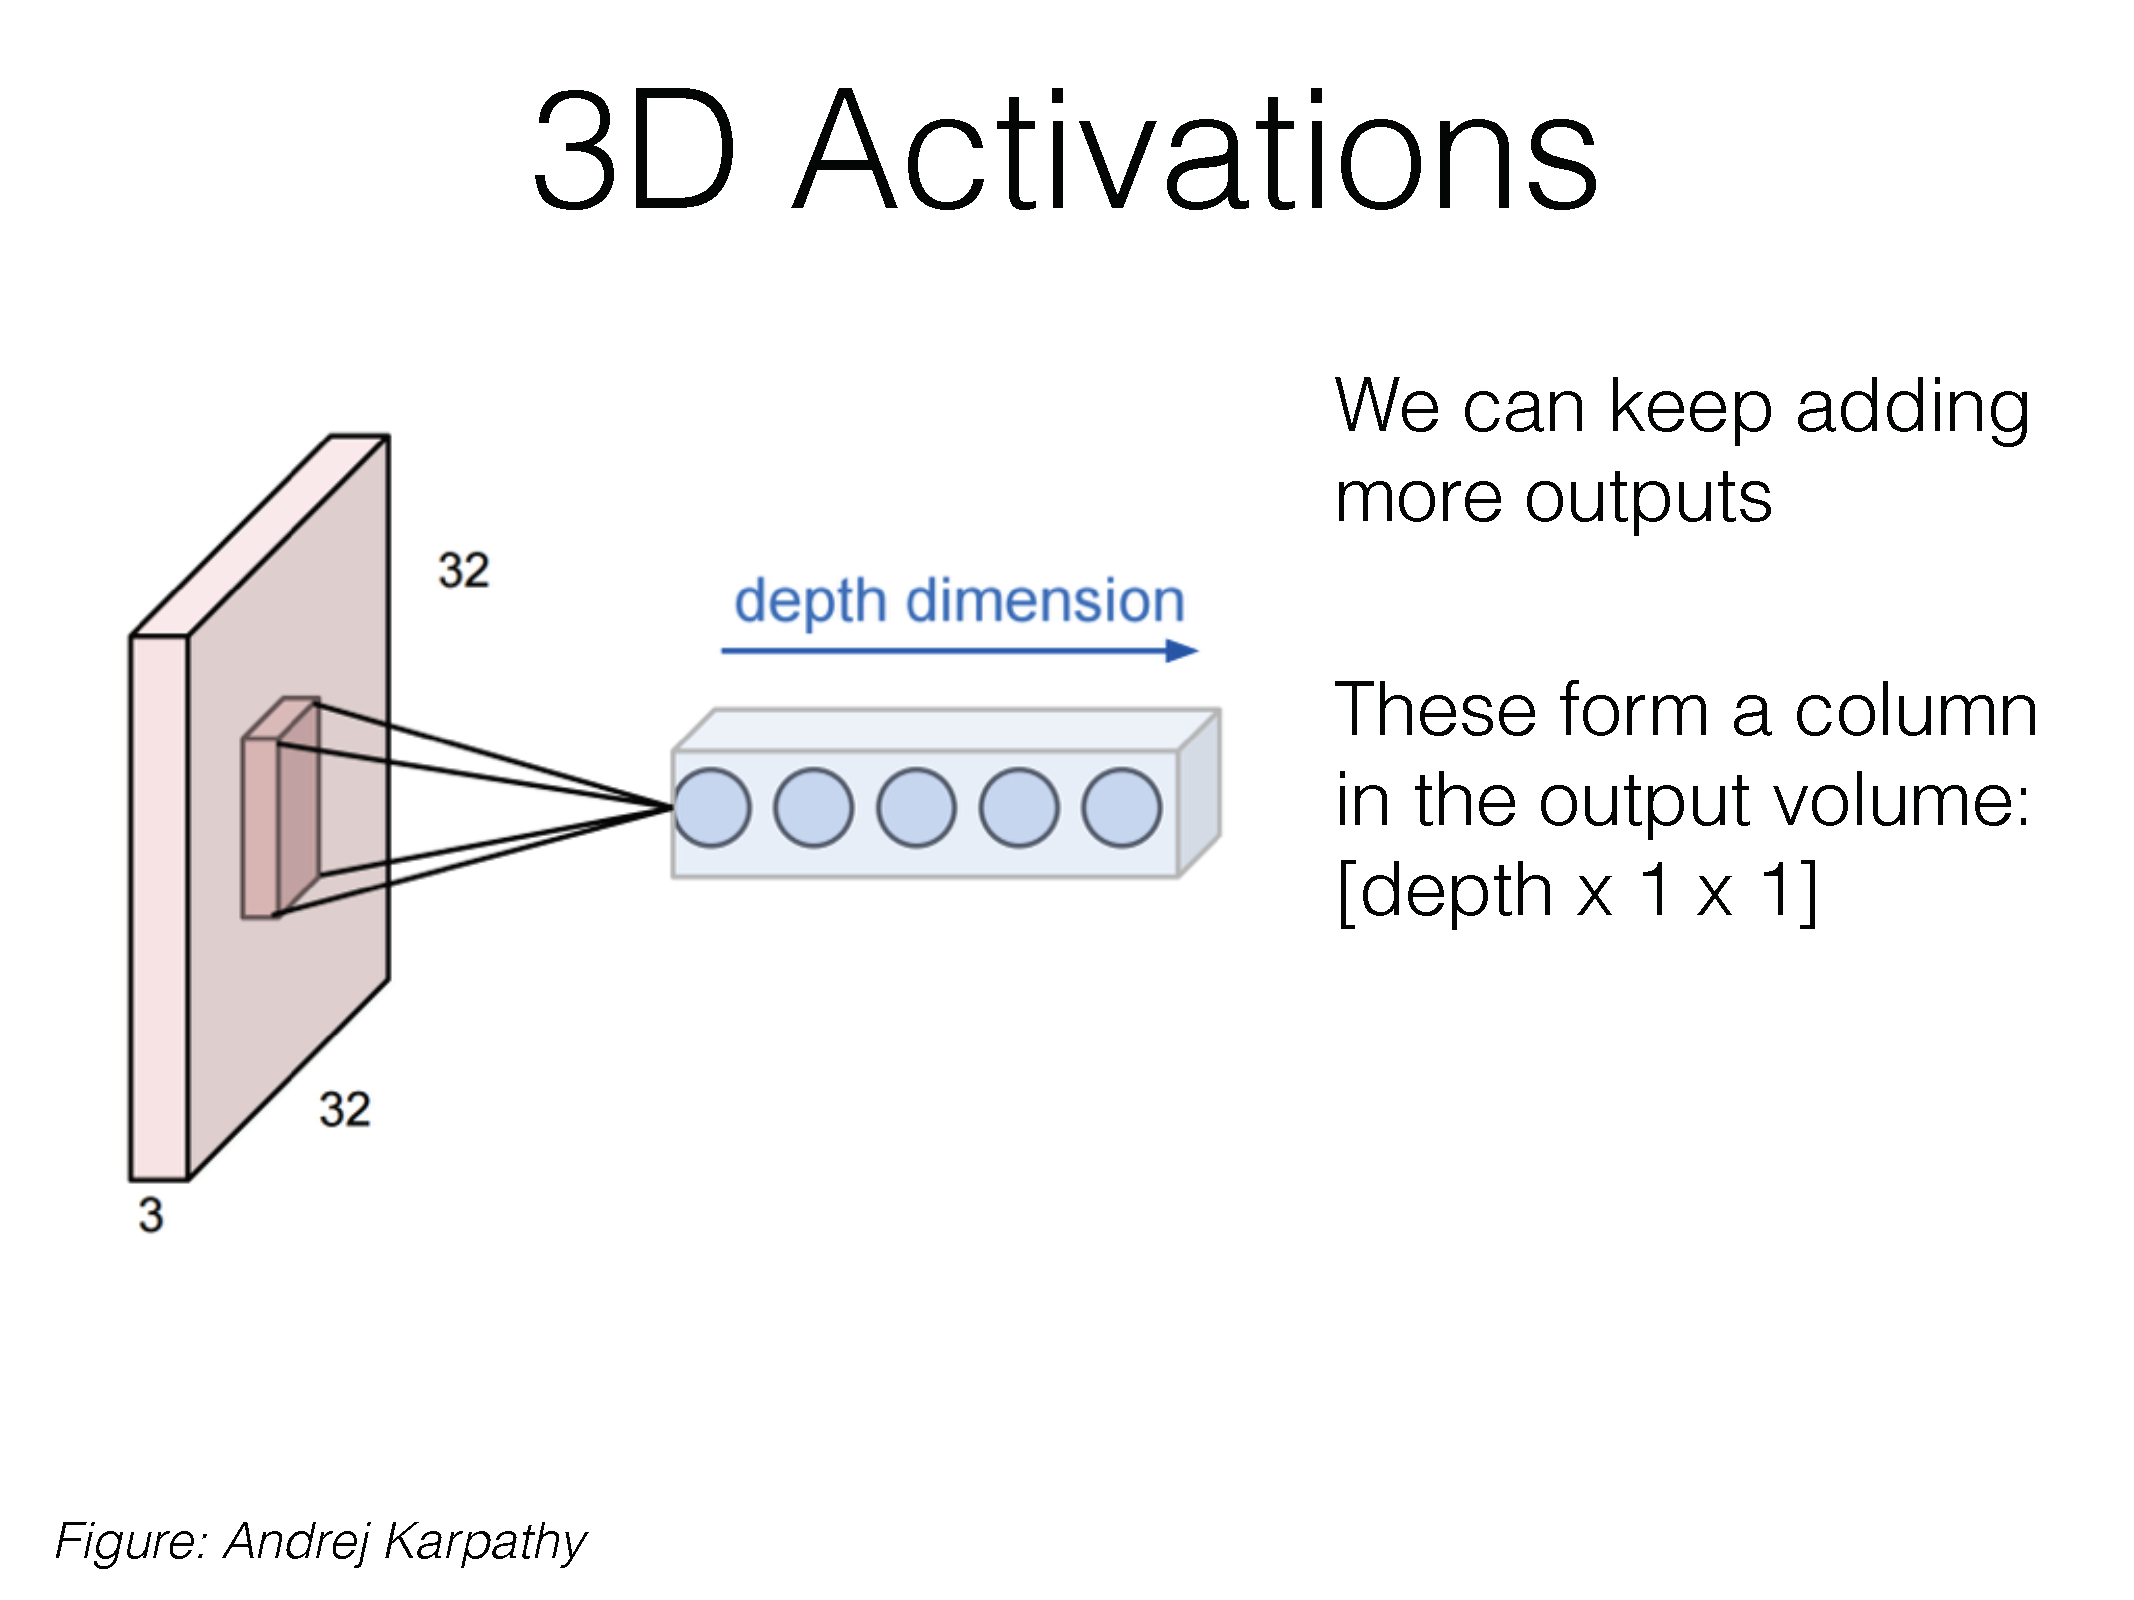 3D Activations
We can keep adding
more outputs
32
depth dimension
These form a column
in the output volume:
[depth x 1 x 1]
32
3
Figure: Andrej Karpathy